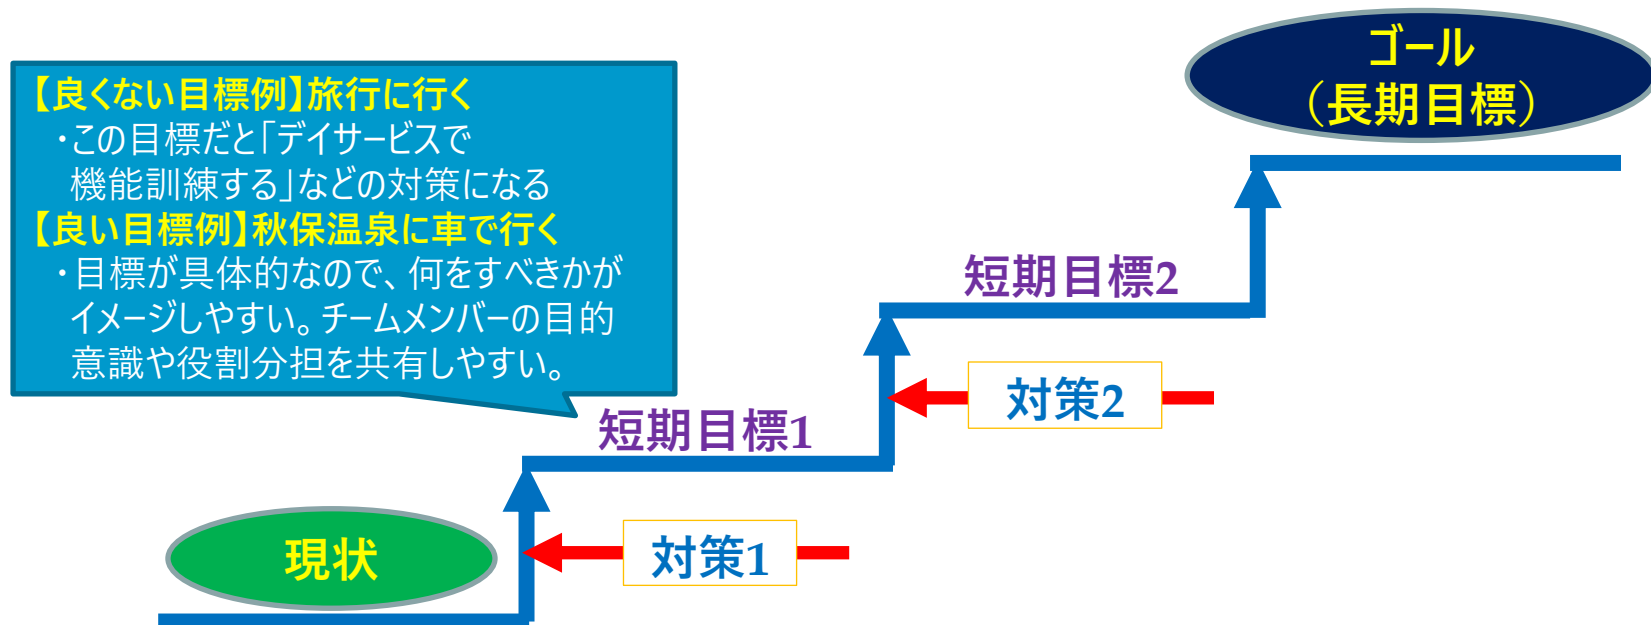 ゴール
（長期目標）
【良くない目標例】旅行に行く
・この目標だと「デイサービスで
機能訓練する」などの対策になる
【良い目標例】秋保温泉に車で行く
・目標が具体的なので、何をすべきかが
イメージしやすい。チームメンバーの目的
意識や役割分担を共有しやすい。
短期目標2
対策2
短期目標1
対策1
現状